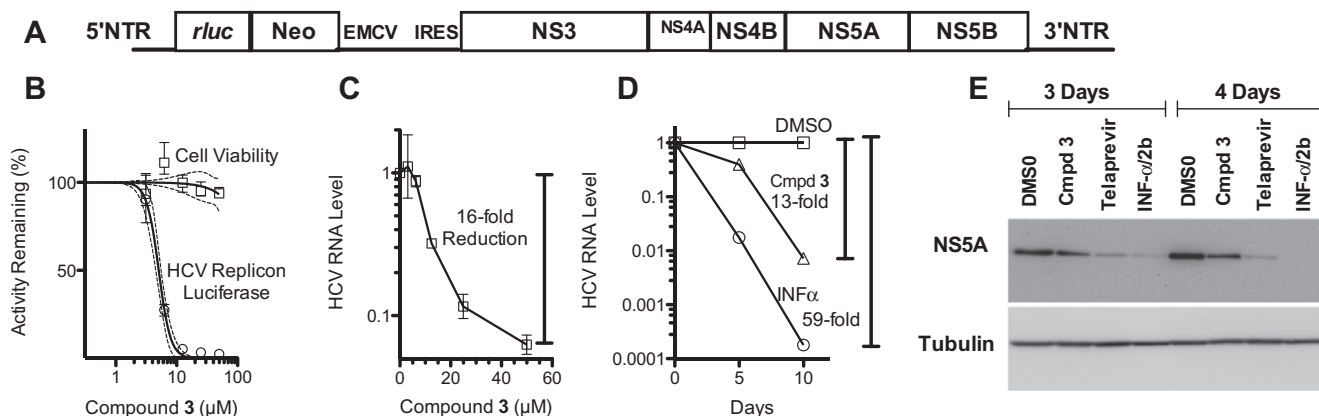 A
5'NTR rluc Neo EMCV IRES NS3 NS4A NS4B NS5A NS5B 3'NTR
B
Activity Remaining (%)
100
50
Cell Viability
HCV Replicon
Luciferase
1 10 100
Compound 3 (μM)
C
HCV RNA Level
1
0.1
16-fold
Reduction
0 20 40 60
Compound 3 (μM)
D
HCV RNA Level
1
0.1
0.01
0.001
0.0001
DMSO
Cmpd 3
13-fold
INFα
59-fold
0 5 10
Days
E
3 Days 4 Days
DMS0 Cmpd 3 Telaprevir INF-α/2b DMSO Cmpd 3 Telaprevir INF-α/2b
NS5A
Tubulin